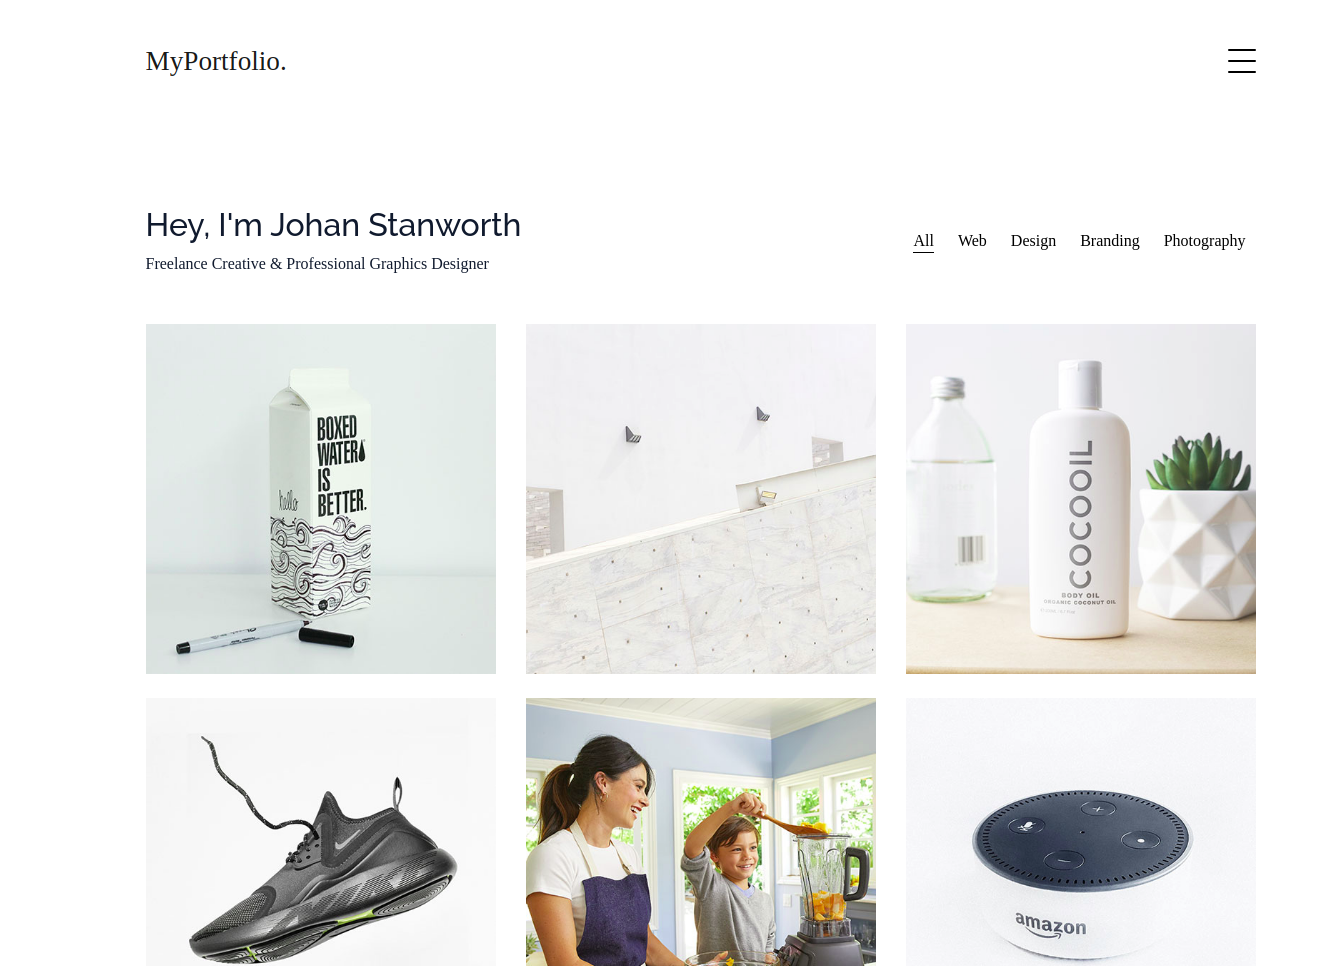 MyPortfolio.
Hey, I'm Johan Stanworth
Freelance Creative & Professional Graphics Designer
All Web Design Branding Photography
BOXED
WATER
IS
BETTER.
hello
COCOOIL
BODY OIL
ORGANIC COCONUT OIL
amazon